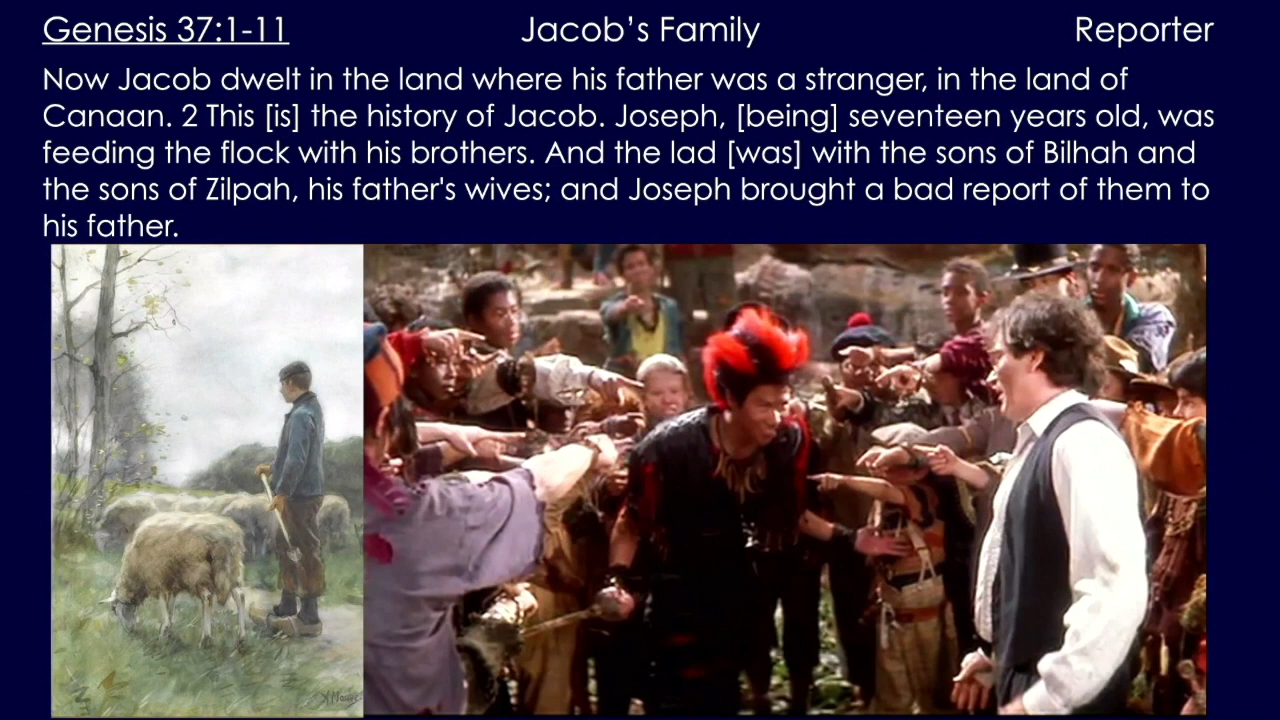 Genesis 37:1-11 Jacob’s Family Reporter
Now Jacob dwelt in the land where his father was a stranger, in the land of
Canaan. 2 This [is] the history of Jacob. Joseph, [being] seventeen years old, was
feeding the flock with his brothers. And the lad [was] with the sons of Bilhah and
the sons of Zilpah, his father's wives; and Joseph brought a bad report of them to
his father.